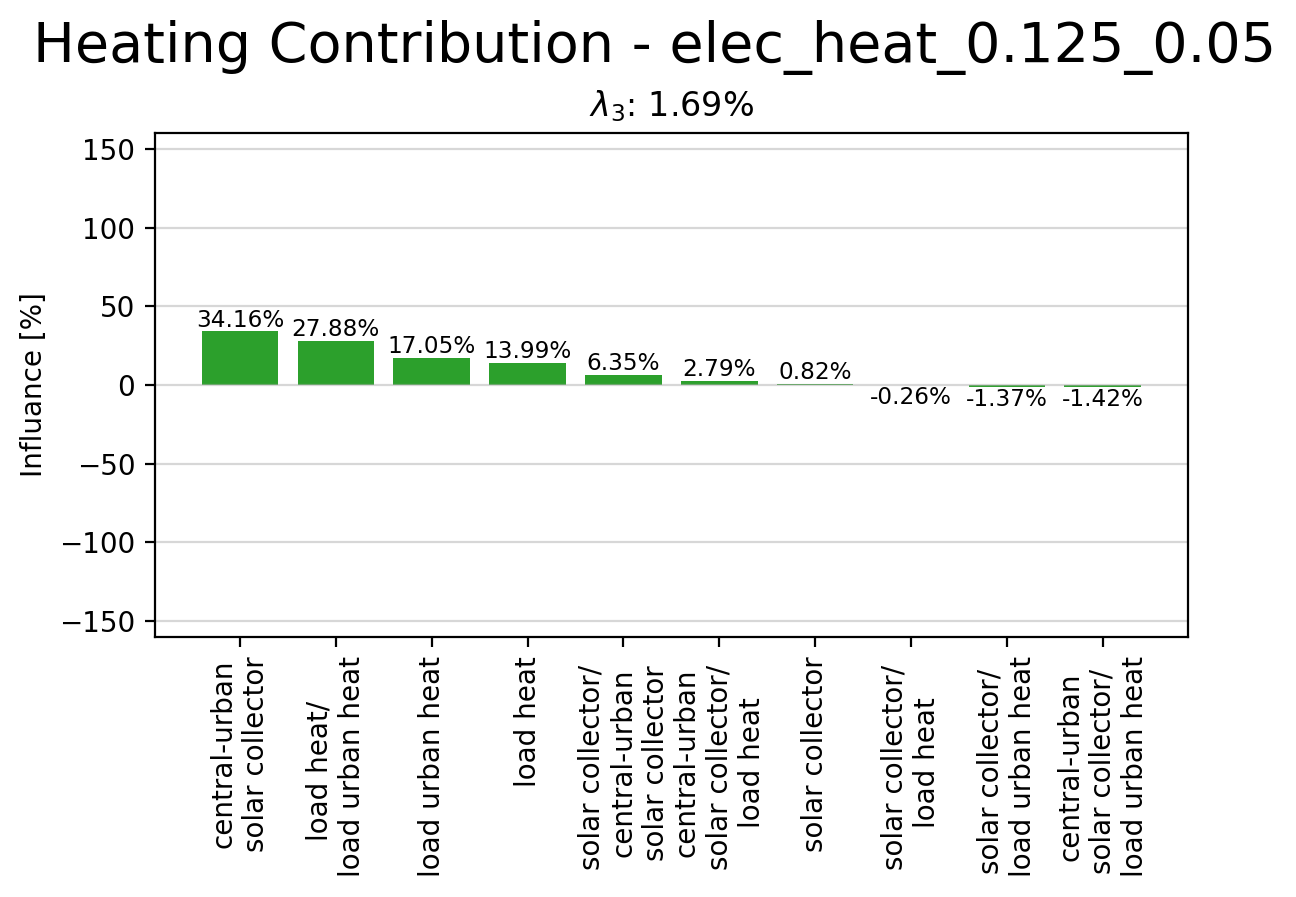 Heating Contribution - elec_heat_0.125_0.05
λ3: 1.69%
Influance [%]
150
100
50
0
−50
−100
−150
34.16%
27.88%
17.05%
13.99%
6.35%
2.79%
0.82%
-0.26%
-1.37%
-1.42%
central-urban
solar collector
load heat/
load urban heat
load urban heat
load heat
solar collector/
central-urban
solar collector
central-urban
solar collector/
load heat
solar collector
solar collector/
load heat
solar collector/
load urban heat
central-urban
solar collector/
load urban heat